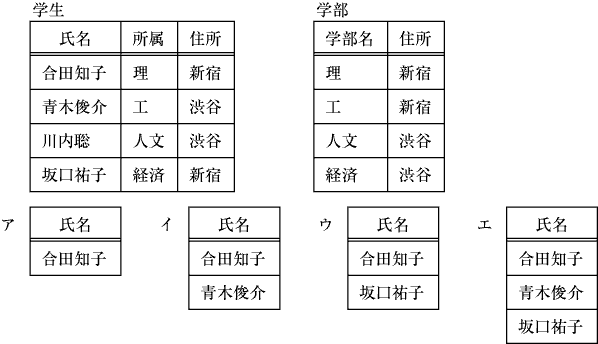 学生 学部
氏名 所属 住所 学部名 住所
合田知子 理 新宿 理 新宿
青木俊介 工 渋谷 工 新宿
川内聡 人文 渋谷 人文 渋谷
坂口祐子 経済 新宿 経済 渋谷
ア 氏名 イ 氏名 ウ 氏名 エ 氏名
合田知子 合田知子 合田知子 合田知子
青木俊介 坂口祐子 青木俊介
坂口祐子